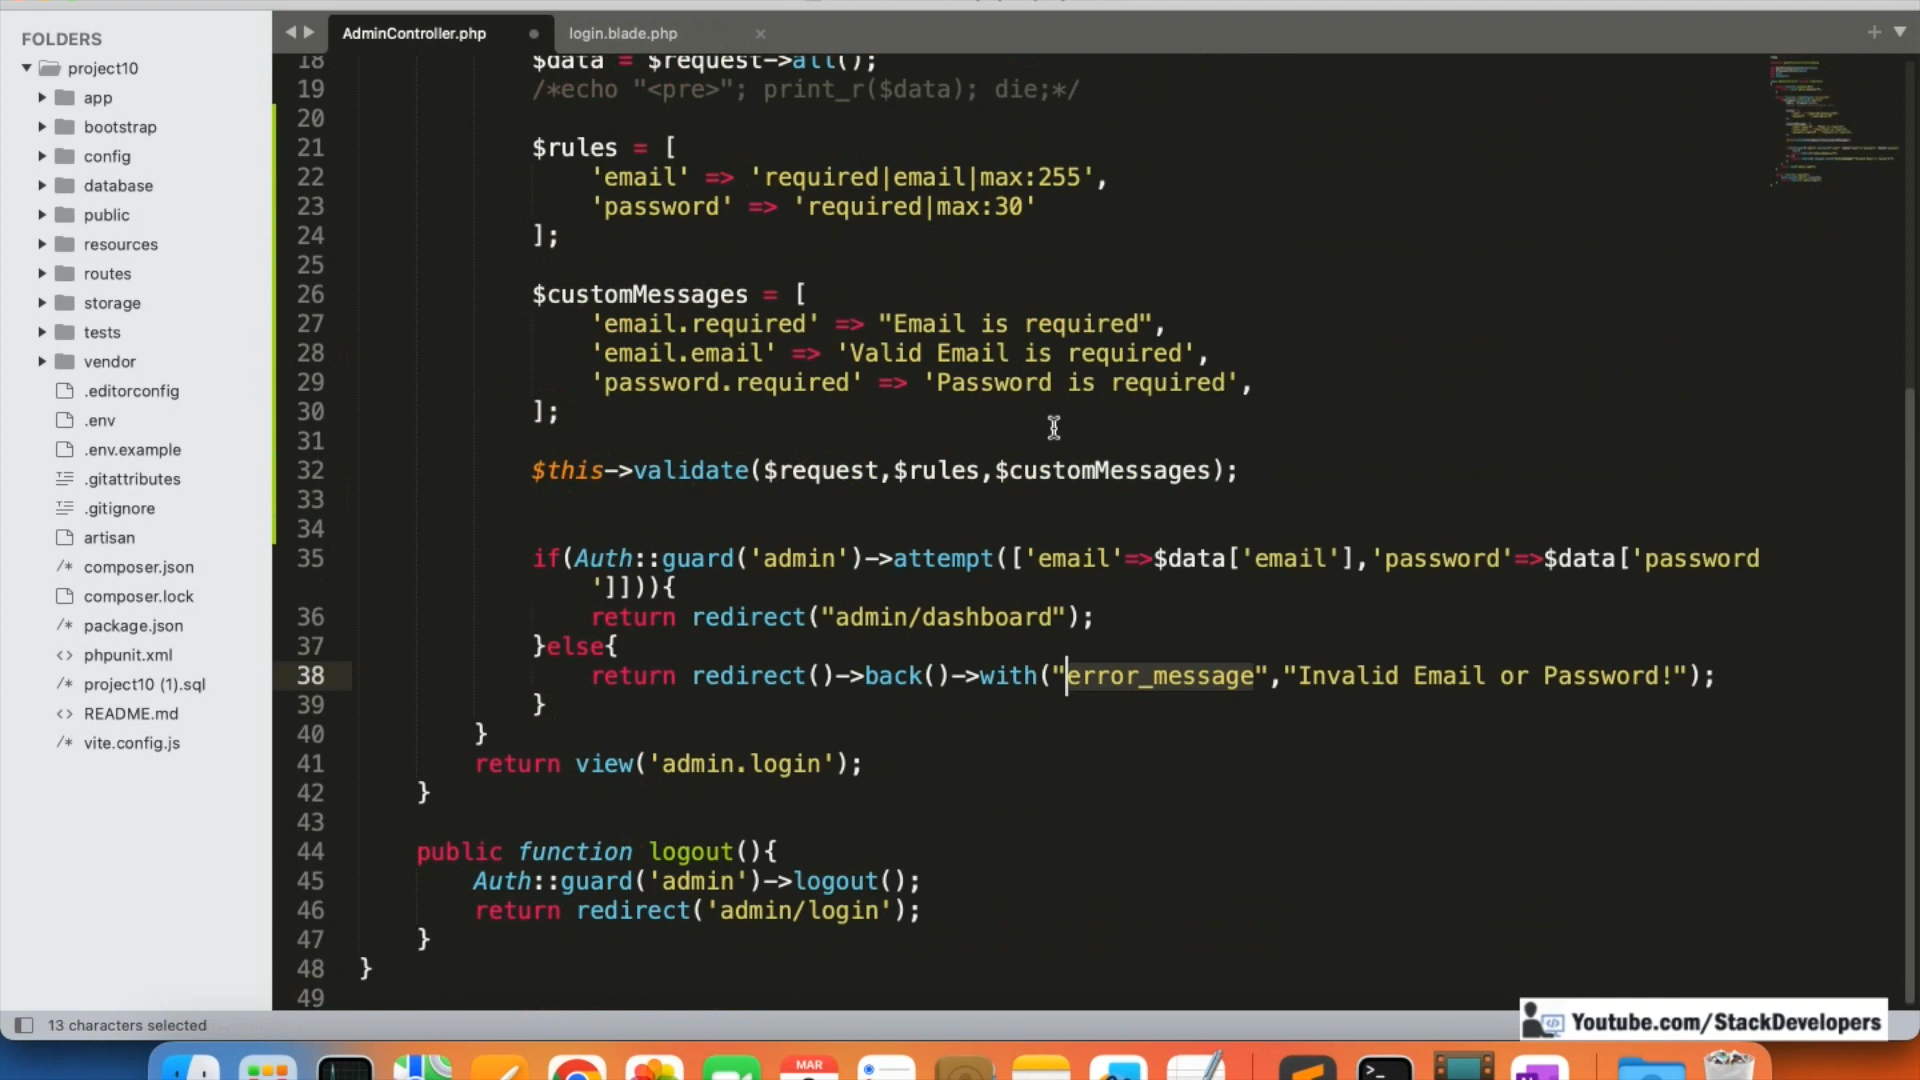 FOLDERS
project10
app
bootstrap
config
database
public
resources
routes
storage
tests
vendor
.editorconfig
.env
.env.example
.gitattributes
.gitignore
artisan
/* composer.json
composer.lock
/* package.json
<> phpunit.xml
/* project10 (1).sql
<> README.md
/* vite.config.js
AdminController.php
login.blade.php
18 $data = $request->all();
19 /*echo "<pre>"; print_r($data); die;*/
20
21 $rules = [
22 'email' => 'required|email|max:255',
23 'password' => 'required|max:30'
24 ];
25
26 $customMessages = [
27 'email.required' => "Email is required",
28 'email.email' => 'Valid Email is required',
29 'password.required' => 'Password is required',
30 ];
31
32 $this->validate($request,$rules,$customMessages);
33
34
35 if(Auth::guard('admin')->attempt(['email'=>$data['email'],'password'=>$data['password
']])){
36 return redirect("admin/dashboard");
37 }else{
38 return redirect()->back()->with("error_message","Invalid Email or Password!");
39 }
40 }
41 return view('admin.login');
42 }
43
44 public function logout(){
45 Auth::guard('admin')->logout();
46 return redirect('admin/login');
47 }
48 }
49
13 characters selected
Youtube.com/StackDevelopers
MAR